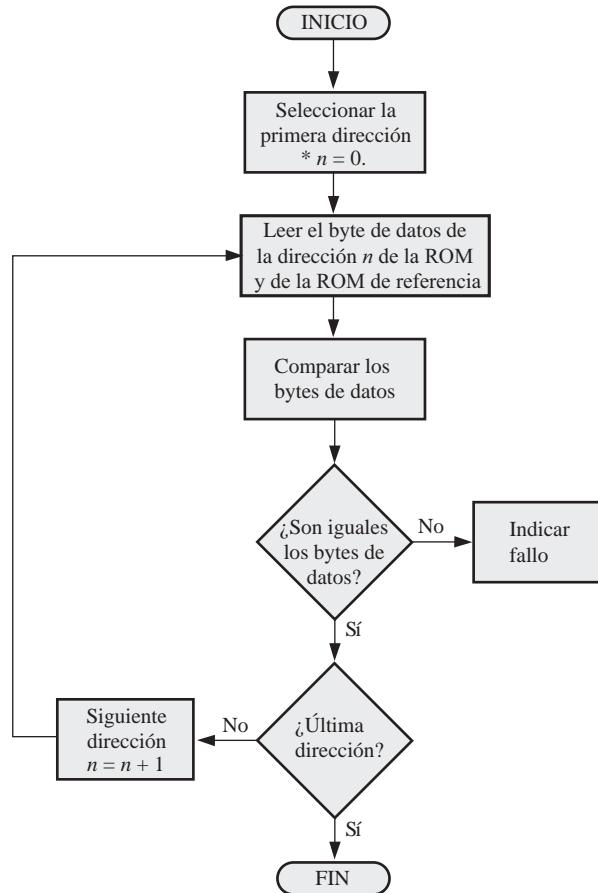 INICIO
Seleccionar la
primera dirección
* n = 0.
Leer el byte de datos de
la dirección n de la ROM
y de la ROM de referencia
Comparar los
bytes de datos
¿Son iguales
los bytes de
datos?
No
Indicar
fallo
Sí
¿Última
dirección?
No
Siguiente
dirección
n = n + 1
Sí
FIN